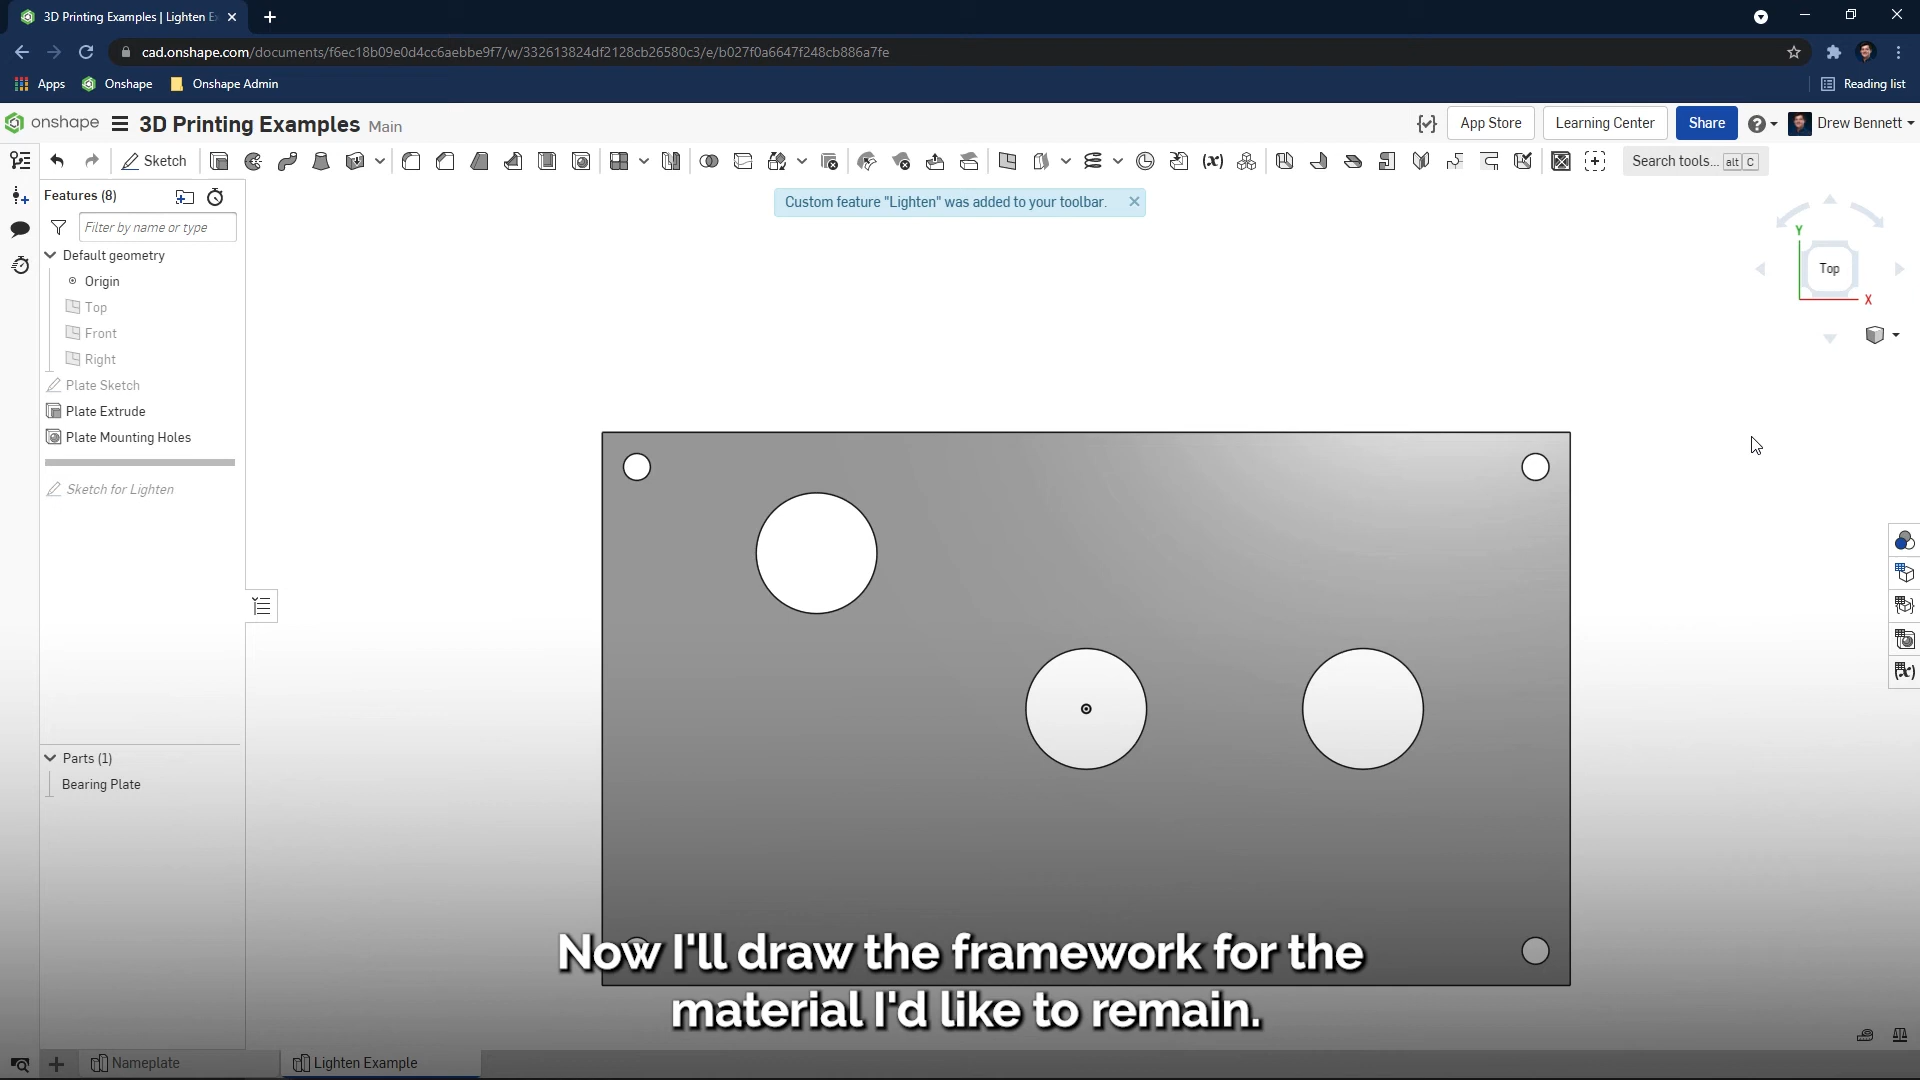 3D Printing Examples | Lighten E
cad.onshape.com/documents/f6ec18b09e0d4cc6aebbe9f7/w/332613824df2128cb26580c3/e/b027f0a6647f248cb886a7fe
Apps Onshape Onshape Admin Reading list
onshape 3D Printing Examples Main App Store Learning Center Share Drew Bennett
Sketch Search tools... alt C
Features (8)
Custom feature "Lighten" was added to your toolbar.
Filter by name or type
Default geometry
Origin
Top
Front
Right
Plate Sketch
Plate Extrude
Plate Mounting Holes
Sketch for Lighten
Y
Top
X
Parts (1)
Bearing Plate
Now I'll draw the framework for the
material I'd like to remain.
Nameplate Lighten Example